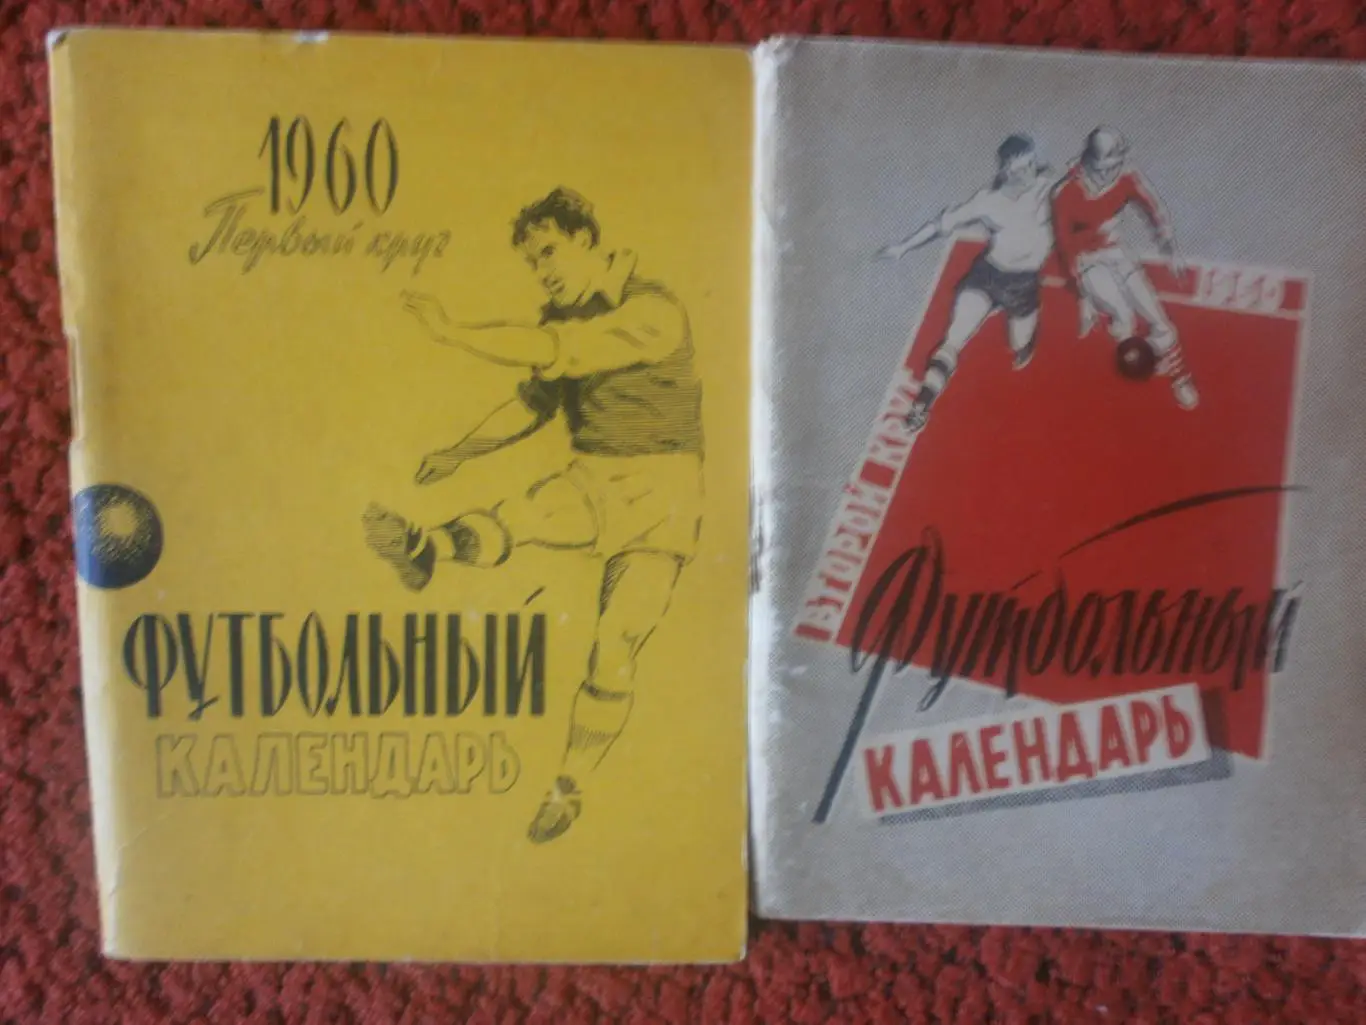 1960
Первый круг
ФУТБОЛЬНЫЙ
КАЛЕНДАРЬ
1960
ВТОРОЙ КРУГ
Футбольный
КАЛЕНДАРЬ